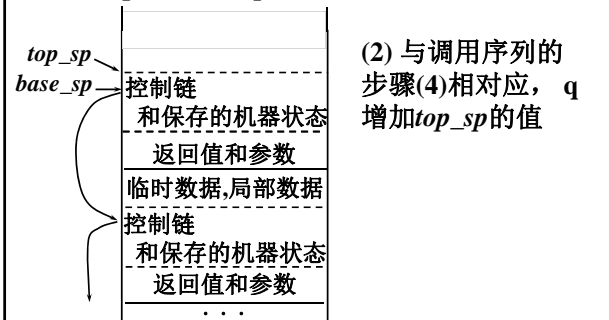 top_sp
base_sp
控制链
和保存的机器状态
返回值和参数
临时数据,局部数据
控制链
和保存的机器状态
返回值和参数
· · ·
(2) 与调用序列的
步骤(4)相对应， q
增加top_sp的值